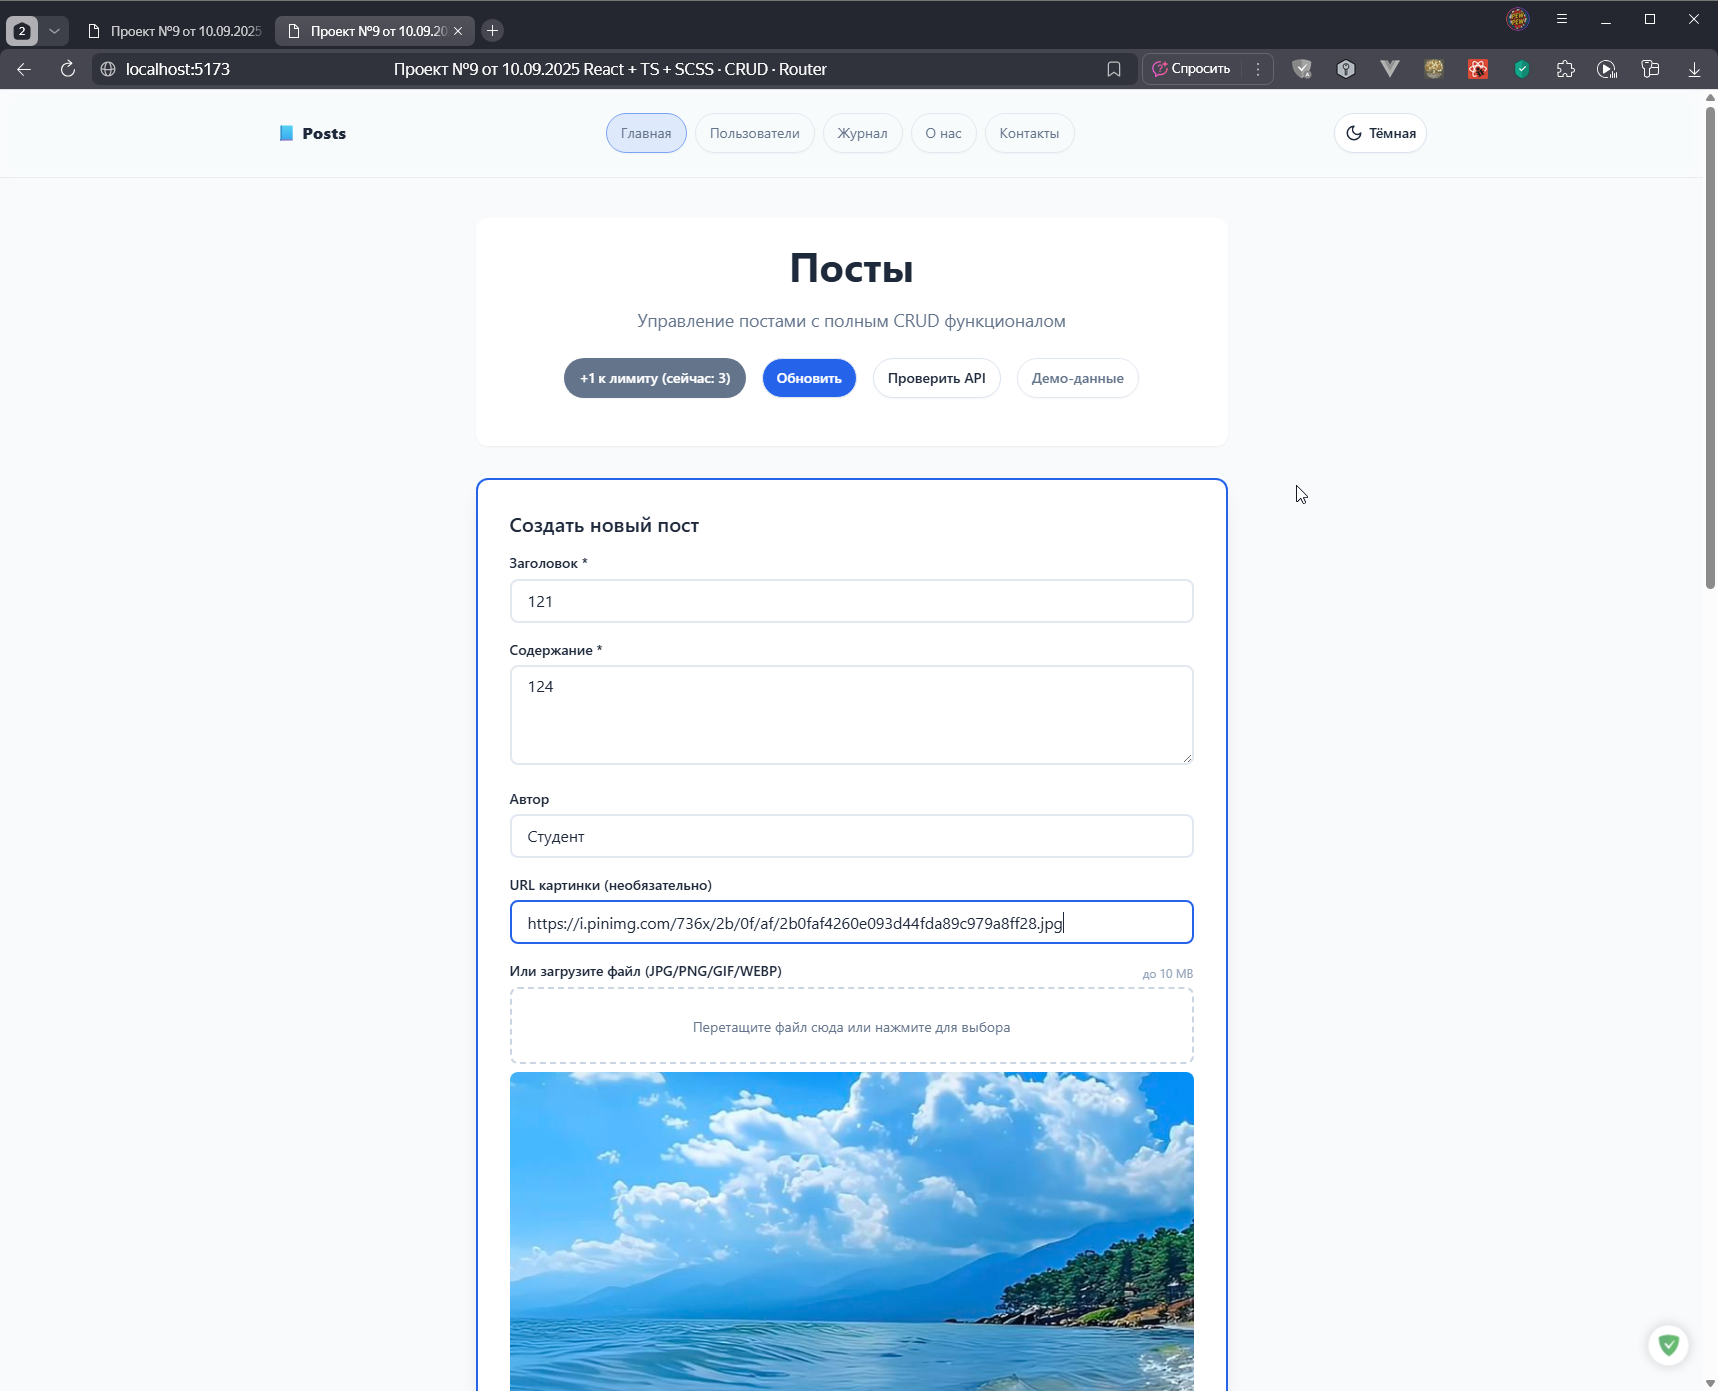 2
Проект №9 от 10.09.2025
Проект №9 от 10.09.20
localhost:5173
Проект №9 от 10.09.2025 React + TS + SCSS · CRUD · Router
Спросить
Posts
Главная
Пользователи
Журнал
О нас
Контакты
Тёмная
Посты
Управление постами с полным CRUD функционалом
+1 к лимиту (сейчас: 3)
Обновить
Проверить API
Демо-данные
Создать новый пост
Заголовок *
121
Содержание *
124
Автор
Студент
URL картинки (необязательно)
https://i.pinimg.com/736x/2b/0f/af/2b0faf4260e093d44fda89c979a8ff28.jpg
Или загрузите файл (JPG/PNG/GIF/WEBP)
до 10 MB
Перетащите файл сюда или нажмите для выбора